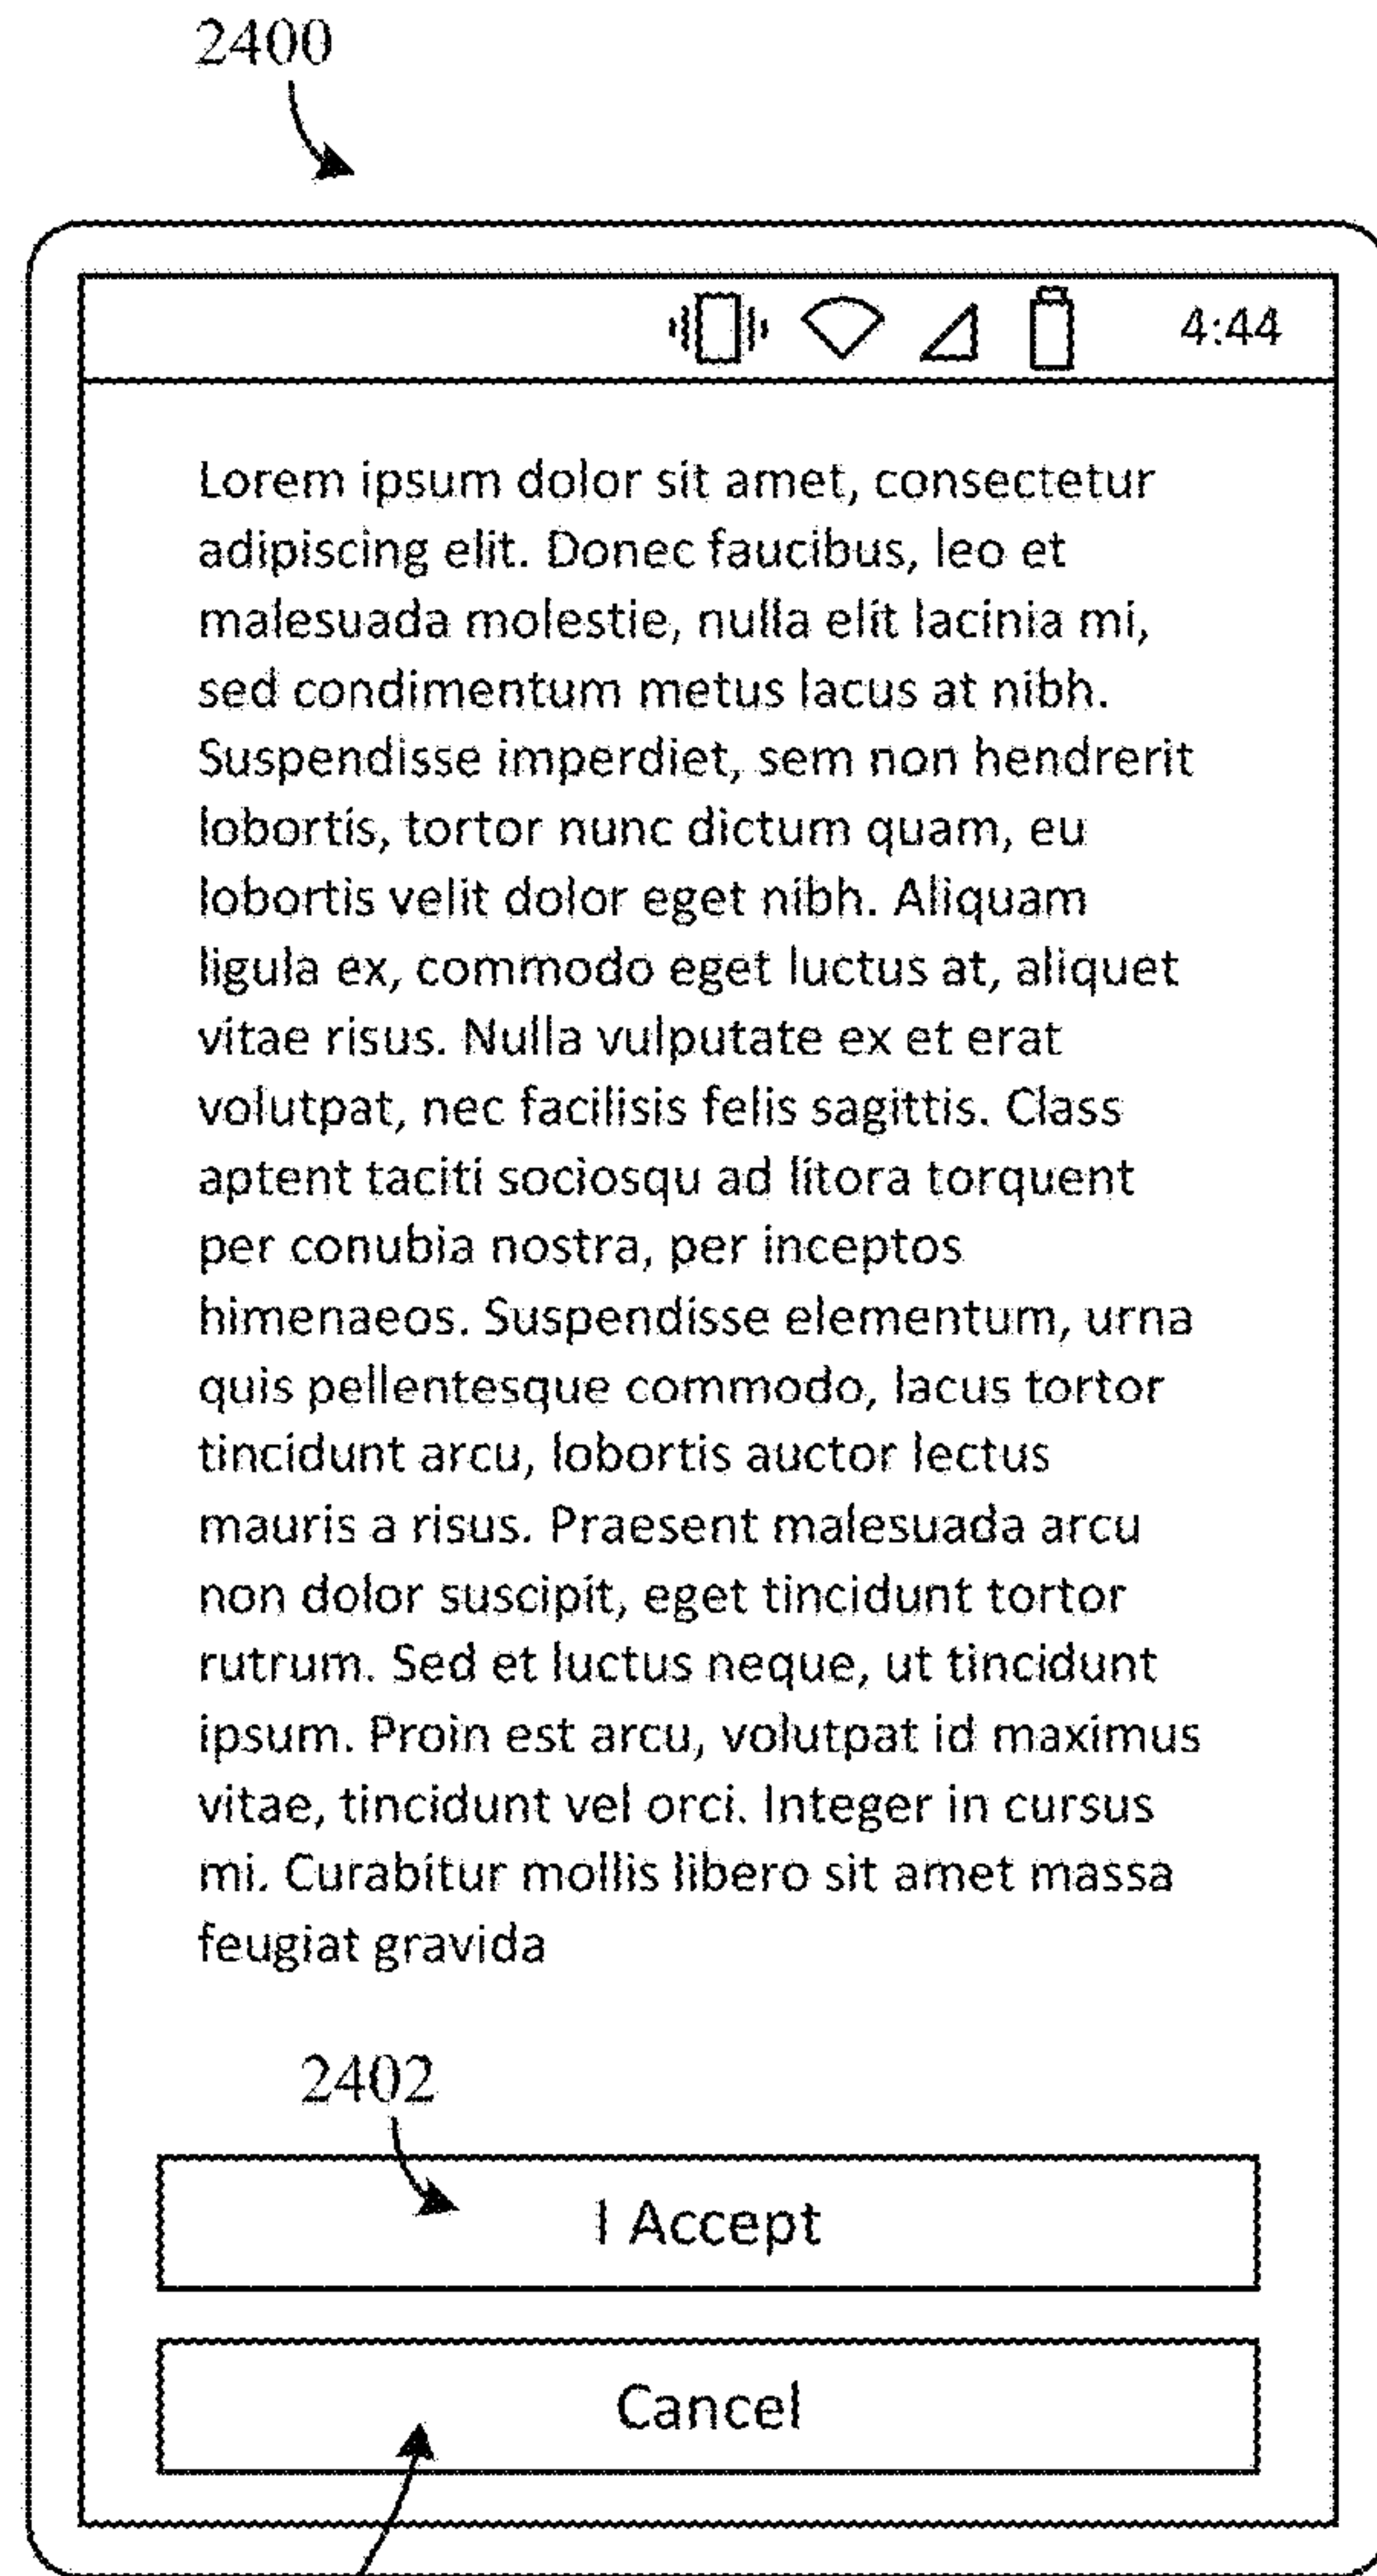 2400
4:44
Lorem ipsum dolor sit amet, consectetur
adipiscing elit. Donec faucibus, leo et
malesuada molestie, nulla elit lacinia mi,
sed condimentum metus lacus at nibh.
Suspendisse imperdiet, sem non hendrerit
lobortis, tortor nunc dictum quam, eu
lobortis velit dolor eget nibh. Aliquam
ligula ex, commodo eget luctus at, aliquet
vitae risus. Nulla vulputate ex et erat
volutpat, nec facilisis felis sagittis. Class
aptent taciti sociosqu ad litora torquent
per conubia nostra, per inceptos
himenaeos. Suspendisse elementum, urna
quis pellentesque commodo, lacus tortor
tincidunt arcu, lobortis auctor lectus
mauris a risus. Praesent malesuada arcu
non dolor suscipit, eget tincidunt tortor
rutrum. Sed et luctus neque, ut tincidunt
ipsum. Proin est arcu, volutpat id maximus
vitae, tincidunt vel orci. Integer in cursus
mi. Curabitur mollis libero sit amet massa
feugiat gravida
2402
I Accept
Cancel